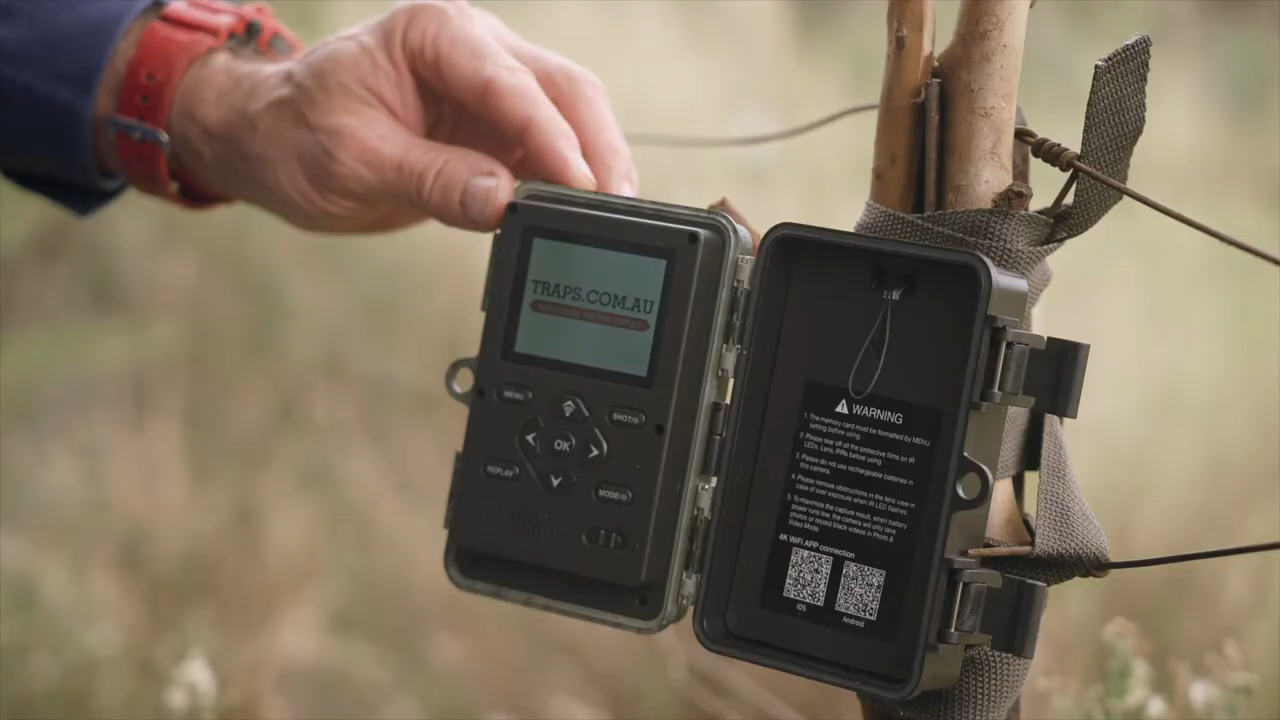 TRAPS.COM.AU
MENU
SHOT/
OK
REPLAY
MODE/
WARNING
1. The memory card must be formatted by MENU
setting before using.
2. Please tear off all the protective films on IR
LEDs, Lens, PIRs before using.
3. Please do not use rechargeable batteries in
this camera.
4. Please remove obstructions in the lens view in
case of over exposure when IR LED flashes
5. To maximize the capture result, when battery
power runs low, the camera will only take
photos or record black videos in Photo &
Video Mode.
4K WiFi APP connection
iOS
Android